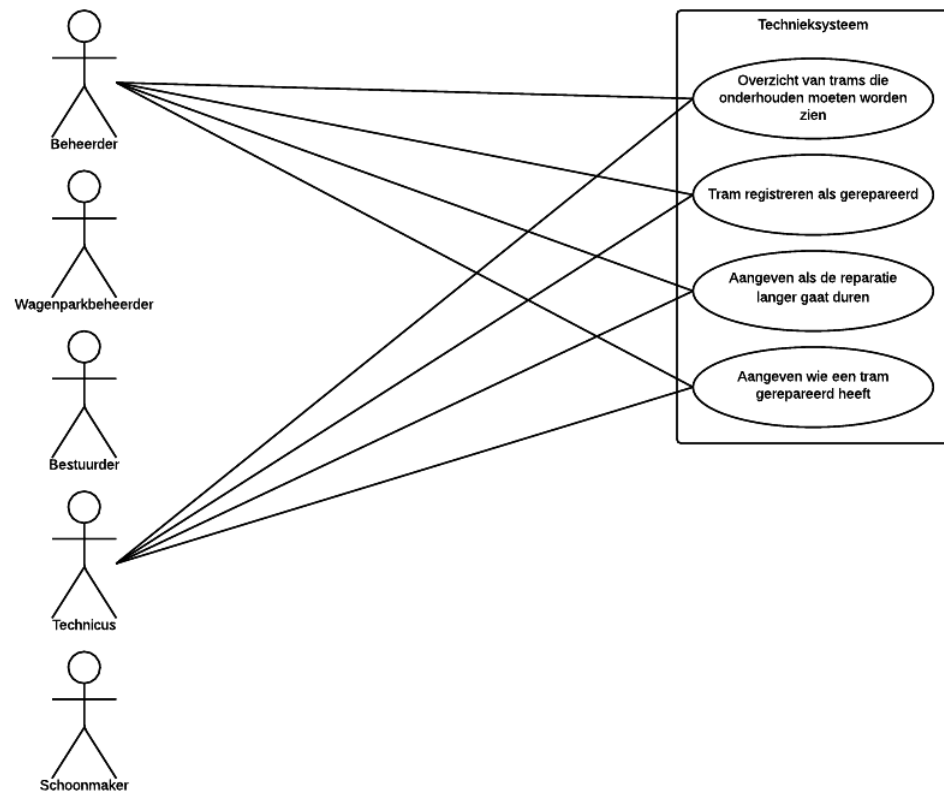 Technieksysteem
Overzicht van trams die
onderhouden moeten worden
zien
Beheerder
Tram registreren als gerepareerd
Wagenparkbeheerder
Aangeven als de reparatie
langer gaat duren
Aangeven wie een tram
gerepareerd heeft
Bestuurder
Technicus
Schoonmaker